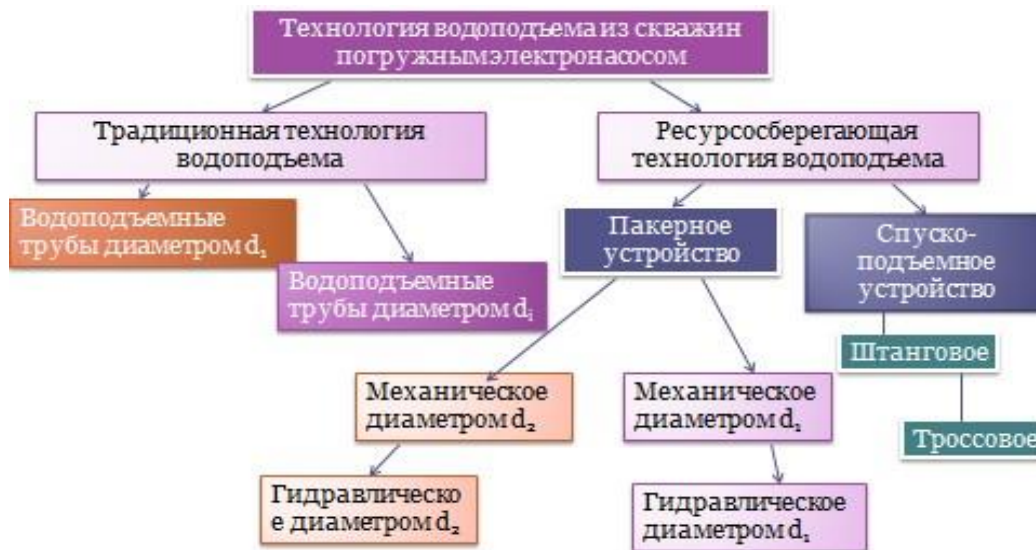 Технология водоподъема из скважин
погружным электронасосом
Традиционная технология
водоподъема
Ресурсосберегающая
технология водоподъема
Водоподъемные
трубы диаметром d₁
Водоподъемные
трубы диаметром dᵢ
Пакерное
устройство
Спуско-
подъемное
устройство
Штанговое
Троссовое
Механическое
диаметром d₂
Механическое
диаметром d₁
Гидравлическо
е диаметром d₂
Гидравлическое
диаметром d₁